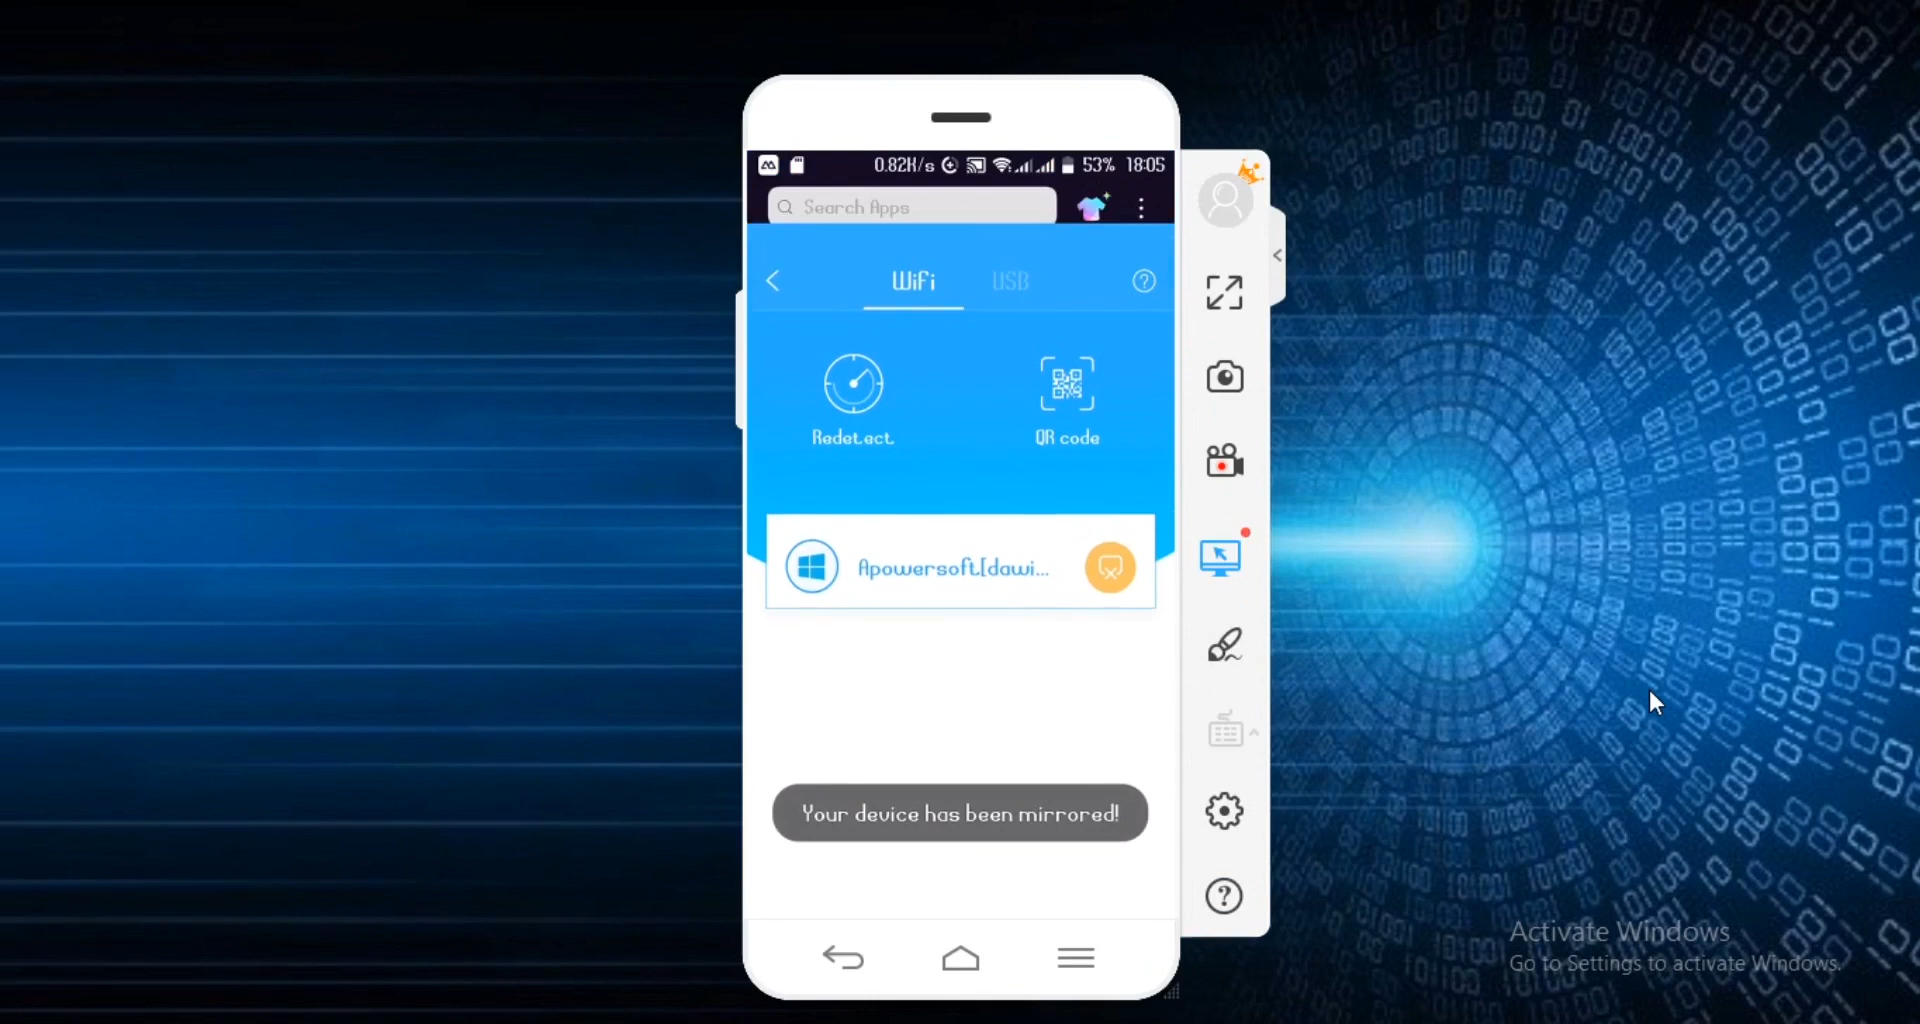 0.82K/s 53% 18:05
Search Apps
WiFi USB
Redetect
QR code
Apowersoft[dawi...
Your device has been mirrored!
Activate Windows
Go to Settings to activate Windows.